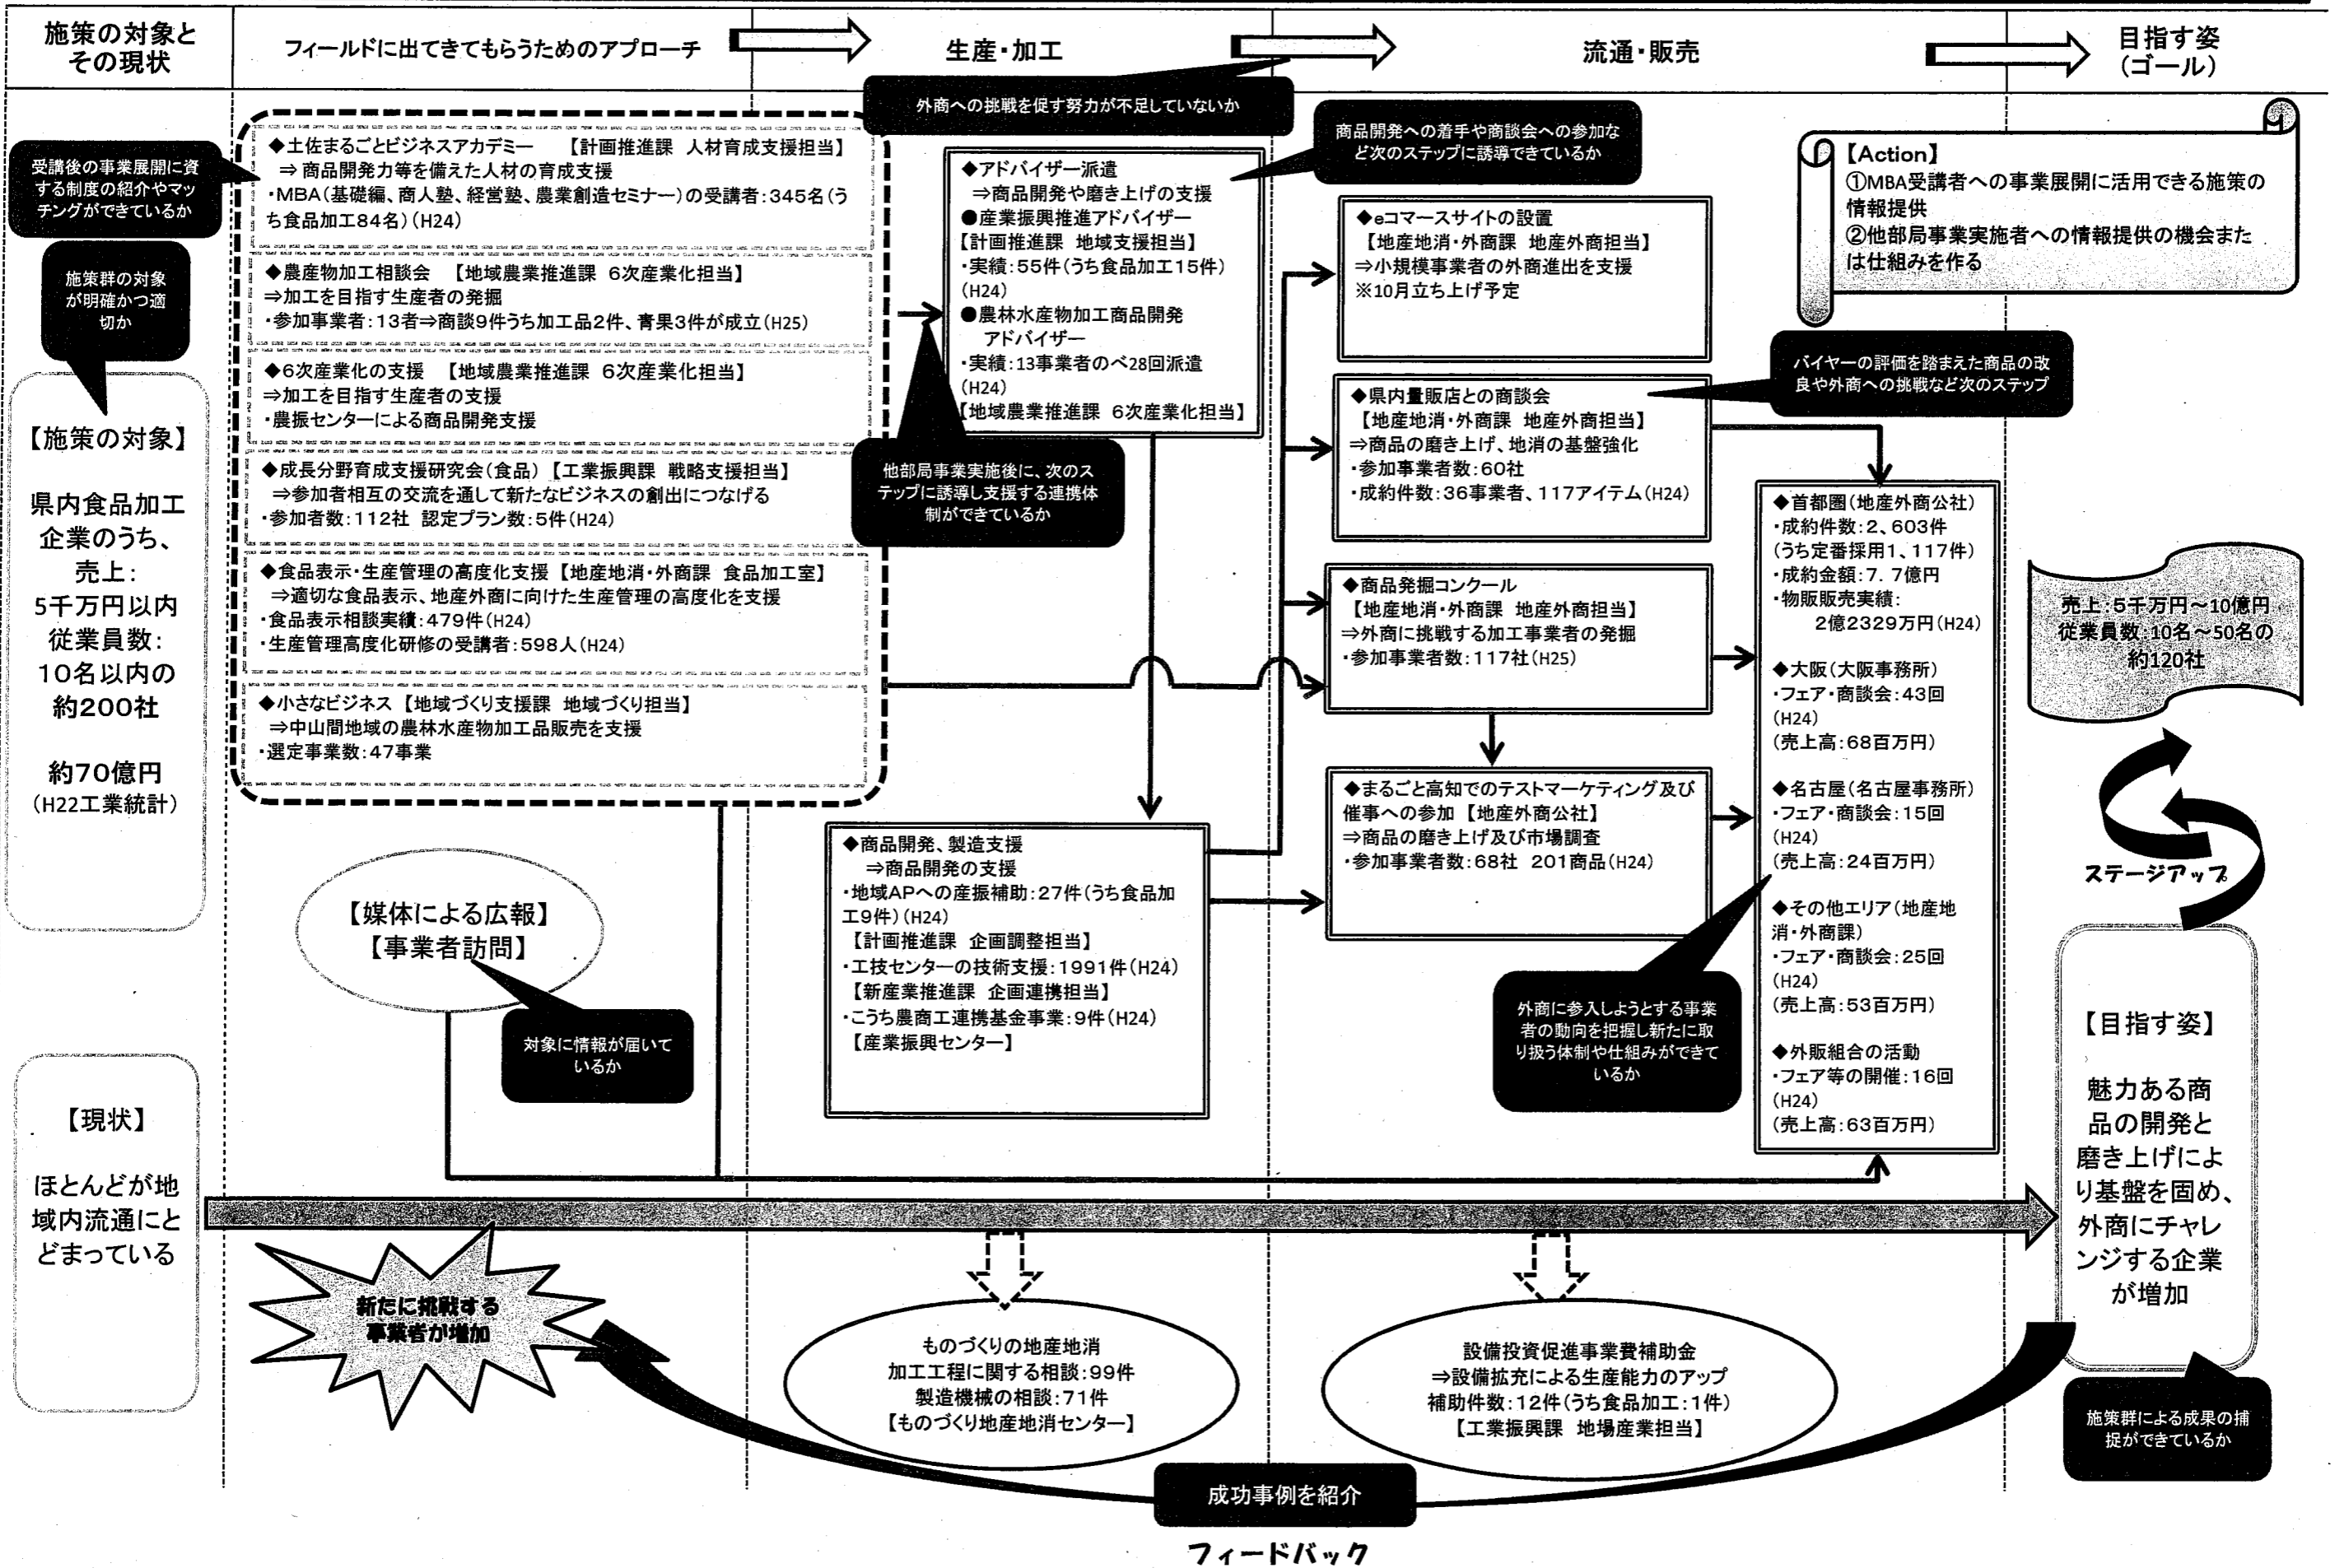 施策の対象と
その現状
フィールドに出てきてもらうためのアプローチ
生産・加工
流通・販売
目指す姿
(ゴール)
受講後の事業展開に資
する制度の紹介やマッ
チングができているか
施策群の対象
が明確かつ適
切か
【施策の対象】
県内食品加工
企業のうち、
売上:
5千万円以内
従業員数:
10名以内の
約200社
約70億円
(H22工業統計)
【現状】
ほとんどが地
域内流通にと
どまっている
◆土佐まるごとビジネスアカデミー 【計画推進課 人材育成支援担当】
⇒商品開発力等を備えた人材の育成支援
・MBA(基礎編、商人塾、経営塾、農業創造セミナー)の受講者:345名(う
ち食品加工84名)(H24)
◆農産物加工相談会 【地域農業推進課 6次産業化担当】
⇒加工を目指す生産者の発掘
・参加事業者:13者⇒商談9件うち加工品2件、青果3件が成立(H25)
◆6次産業化の支援 【地域農業推進課 6次産業化担当】
⇒加工を目指す生産者の支援
・農振センターによる商品開発支援
◆成長分野育成支援研究会(食品)【工業振興課 戦略支援担当】
⇒参加者相互の交流を通して新たなビジネスの創出につなげる
・参加者数:112社 認定プラン数:5件(H24)
◆食品表示・生産管理の高度化支援【地産地消・外商課 食品加工室】
⇒適切な食品表示、地産外商に向けた生産管理の高度化を支援
・食品表示相談実績:479件(H24)
・生産管理高度化研修の受講者:598人(H24)
◆小さなビジネス【地域づくり支援課 地域づくり担当】
⇒中山間地域の農林水産物加工品販売を支援
・選定事業数:47事業
【媒体による広報】
【事業者訪問】
対象に情報が届いて
いるか
外商への挑戦を促す努力が不足していないか
◆アドバイザー派遣
⇒商品開発や磨き上げの支援
●産業振興推進アドバイザー
【計画推進課 地域支援担当】
・実績:55件(うち食品加工15件)
(H24)
●農林水産物加工商品開発
アドバイザー
・実績:13事業者のべ28回派遣
(H24)
【地域農業推進課 6次産業化担当】
他部局事業実施後に、次のス
テップに誘導し支援する連携体
制ができているか
◆商品開発、製造支援
⇒商品開発の支援
・地域APへの産振補助:27件(うち食品加
工9件)(H24)
【計画推進課 企画調整担当】
・工技センターの技術支援:1991件(H24)
【新産業推進課 企画連携担当】
・こうち農商工連携基金事業:9件(H24)
【産業振興センター】
商品開発への着手や商談会への参加な
ど次のステップに誘導できているか
◆eコマースサイトの設置
【地産地消・外商課 地産外商担当】
⇒小規模事業者の外商進出を支援
※10月立ち上げ予定
◆県内量販店との商談会
【地産地消・外商課 地産外商担当】
⇒商品の磨き上げ、地消の基盤強化
・参加事業者数:60社
・成約件数:36事業者、117アイテム(H24)
◆商品発掘コンクール
【地産地消・外商課 地産外商担当】
⇒外商に挑戦する加工事業者の発掘
・参加事業者数:117社(H25)
◆まるごと高知でのテストマーケティング及び
催事への参加 【地産外商公社】
⇒商品の磨き上げ及び市場調査
・参加事業者数:68社 201商品(H24)
外商に参入しようとする事業
者の動向を把握し新たに取
り扱う体制や仕組みができて
いるか
【Action】
①MBA受講者への事業展開に活用できる施策の
情報提供
②他部局事業実施者への情報提供の機会また
は仕組みを作る
バイヤーの評価を踏まえた商品の改
良や外商への挑戦など次のステップ
◆首都圏(地産外商公社)
・成約件数:2、603件
(うち定番採用1、117件)
・成約金額:7.7億円
・物販販売実績:
2億2329万円(H24)
◆大阪(大阪事務所)
・フェア・商談会:43回
(H24)
(売上高:68百万円)
◆名古屋(名古屋事務所)
・フェア・商談会:15回
(H24)
(売上高:24百万円)
◆その他エリア(地産地
消・外商課)
・フェア・商談会:25回
(H24)
(売上高:53百万円)
◆外販組合の活動
・フェア等の開催:16回
(H24)
(売上高:63百万円)
売上:5千万円~10億円
従業員数:10名~50名の
約120社
ステージアップ
【目指す姿】
魅力ある商
品の開発と
磨き上げによ
り基盤を固め、
外商にチャレ
ンジする企業
が増加
施策群による成果の捕
捉ができているか
新たに挑戦する
事業者が増加
ものづくりの地産地消
加工工程に関する相談:99件
製造機械の相談:71件
【ものづくり地産地消センター】
設備投資促進事業費補助金
⇒設備拡充による生産能力のアップ
補助件数:12件(うち食品加工:1件)
【工業振興課 地場産業担当】
成功事例を紹介
フィードバック